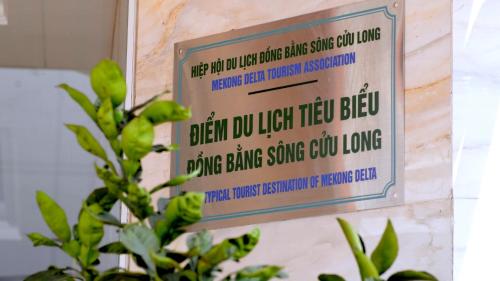 HIỆP HỘI DU LỊCH ĐỒNG BẰNG SÔNG CỬU LONG
MEKONG DELTA TOURISM ASSOCIATION
ĐIỂM DU LỊCH TIÊU BIỂU
ĐỒNG BẰNG SÔNG CỬU LONG
TYPICAL TOURIST DESTINATION OF MEKONG DELTA